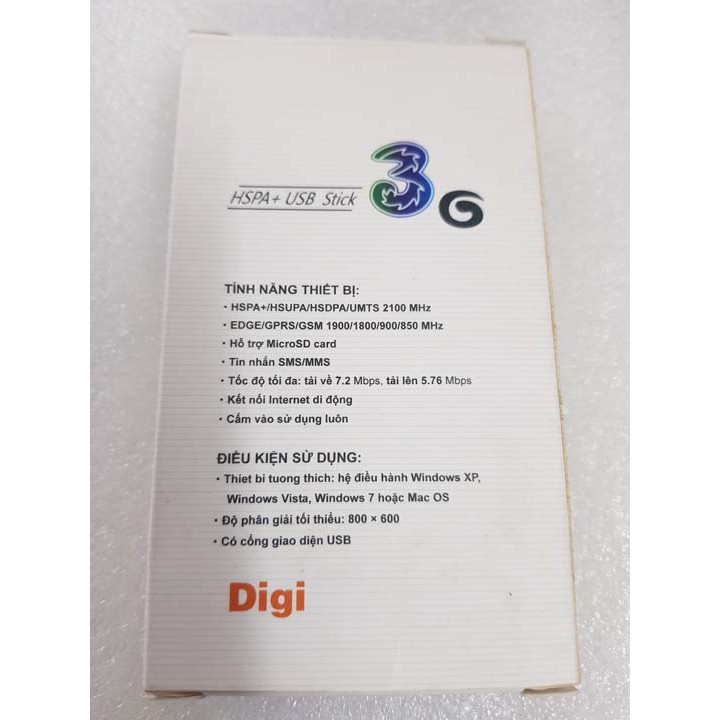 HSPA+ USB Stick
3G
TÍNH NĂNG THIẾT BỊ:
• HSPA+/HSUPA/HSDPA/UMTS 2100 MHz
• EDGE/GPRS/GSM 1900/1800/900/850 MHz
• Hỗ trợ MicroSD card
• Tin nhắn SMS/MMS
• Tốc độ tối đa: tải về 7.2 Mbps, tải lên 5.76 Mbps
• Kết nối Internet di động
• Cắm vào sử dụng luôn
ĐIỀU KIỆN SỬ DỤNG:
• Thiet bi tuong thich: hệ điều hành Windows XP,
Windows Vista, Windows 7 hoặc Mac OS
• Độ phân giải tối thiểu: 800 × 600
• Có cổng giao diện USB
Digi